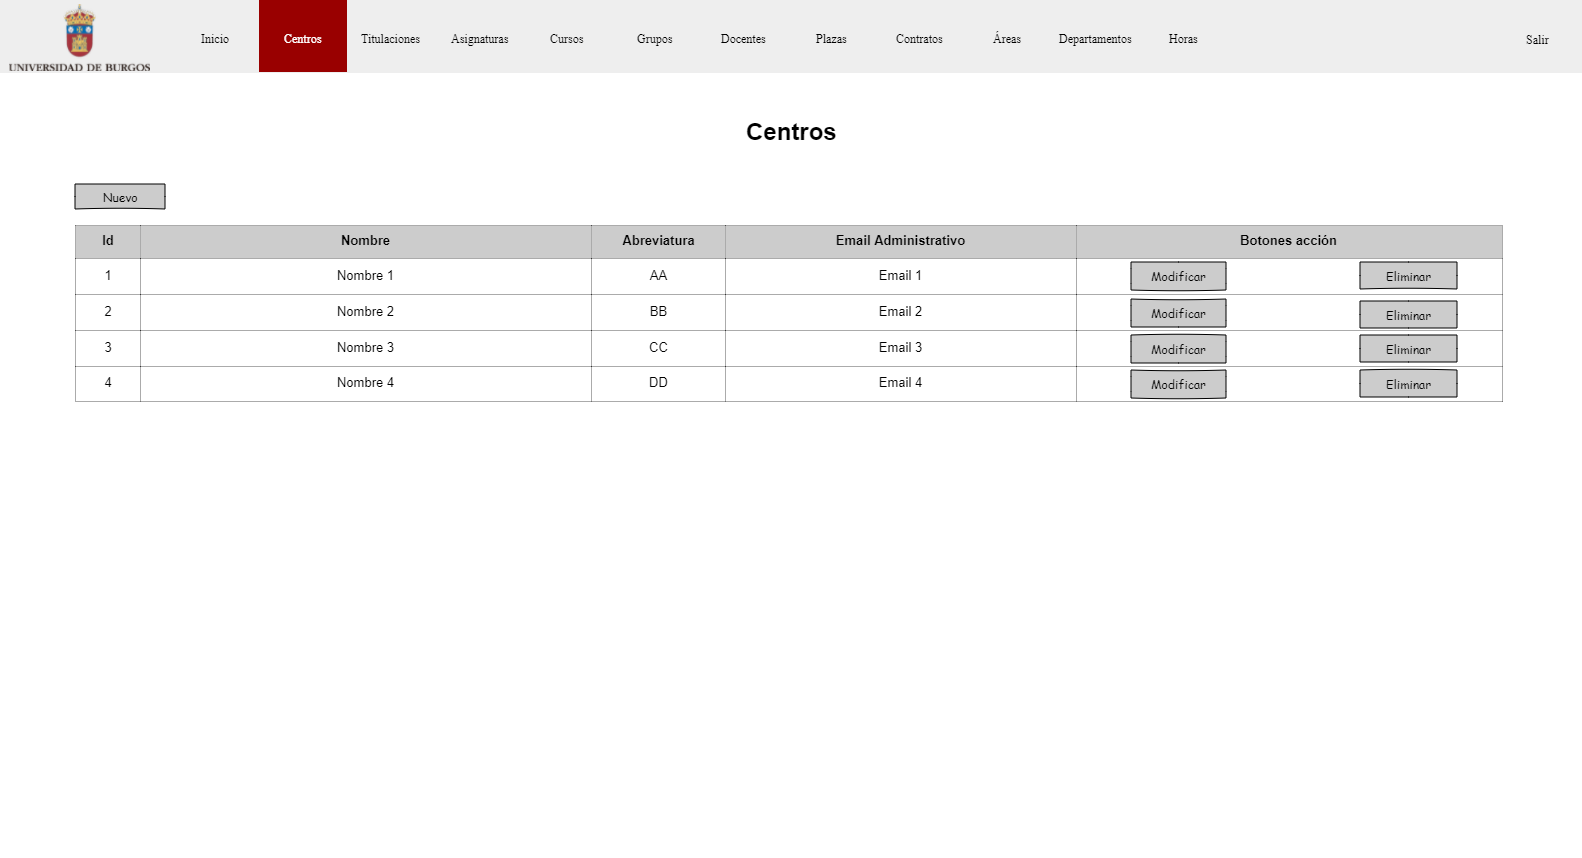 UNIVERSIDAD DE BURGOS
Inicio Centros Titulaciones Asignaturas Cursos Grupos Docentes Plazas Contratos Áreas Departamentos Horas Salir
Centros
Nuevo
Id Nombre Abreviatura Email Administrativo Botones acción
1 Nombre 1 AA Email 1 Modificar Eliminar
2 Nombre 2 BB Email 2 Modificar Eliminar
3 Nombre 3 CC Email 3 Modificar Eliminar
4 Nombre 4 DD Email 4 Modificar Eliminar